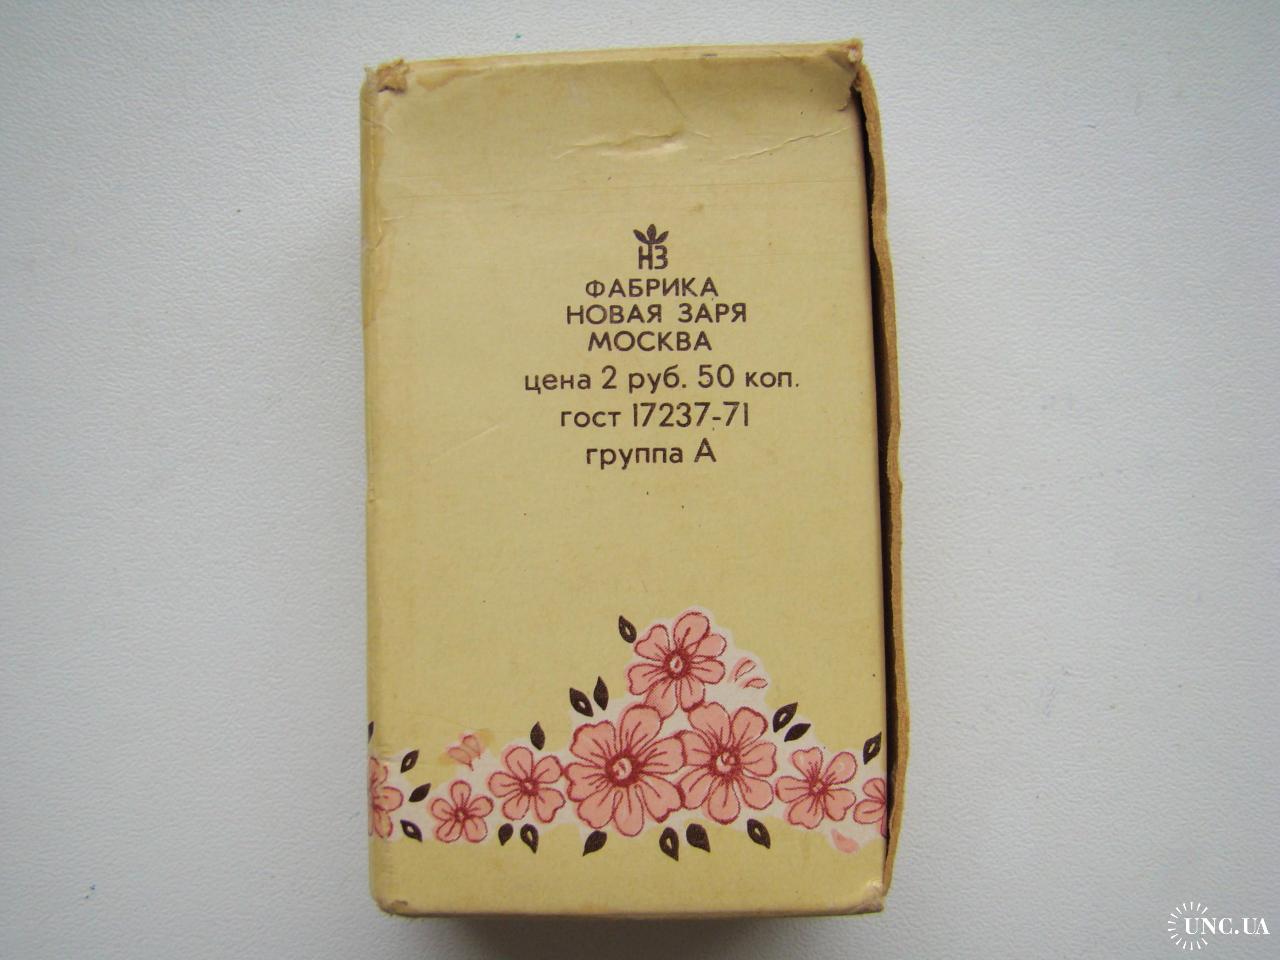 НЗ
ФАБРИКА
НОВАЯ ЗАРЯ
МОСКВА
цена 2 руб. 50 коп.
гост 17237-71
группа А
UNC.UA